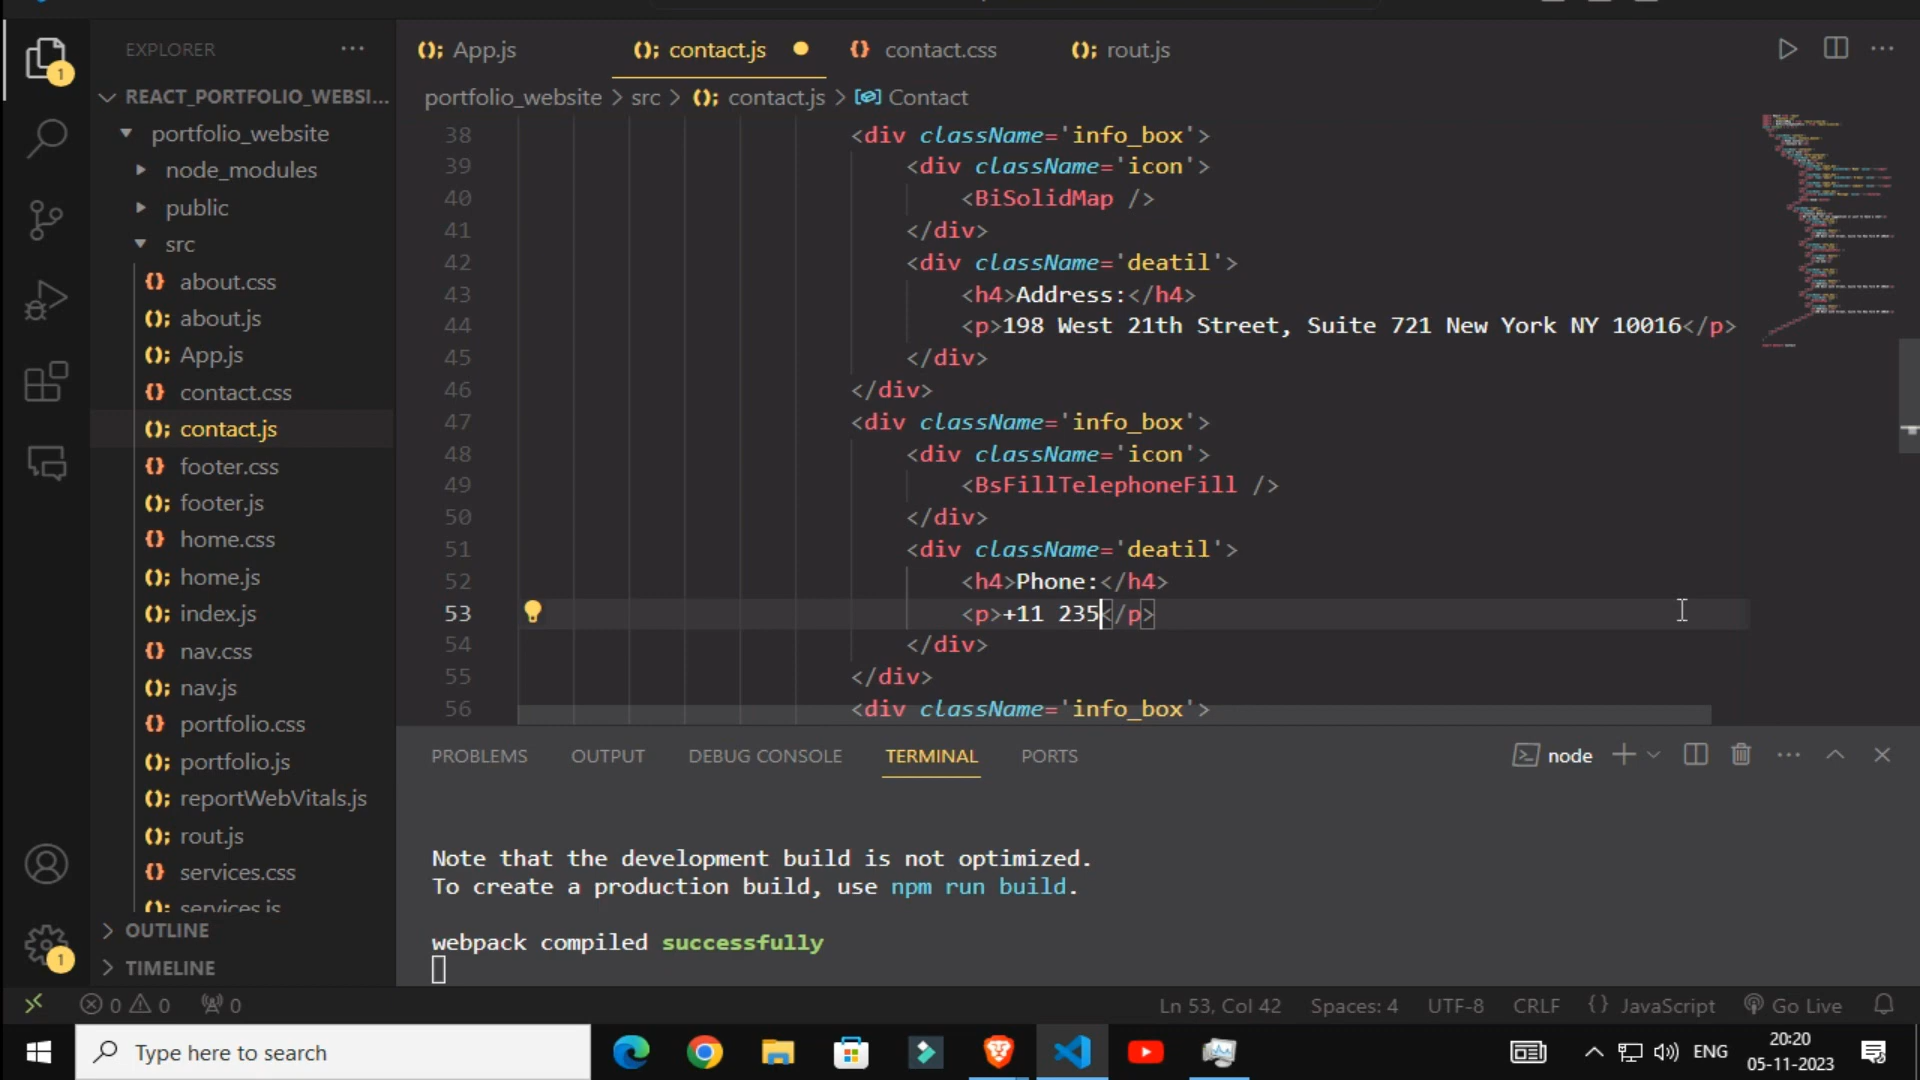 EXPLORER
REACT_PORTFOLIO_WEBSI...
portfolio_website
node_modules
public
src
about.css
about.js
App.js
contact.css
contact.js
footer.css
footer.js
home.css
home.js
index.js
nav.css
nav.js
portfolio.css
portfolio.js
reportWebVitals.js
rout.js
services.css
services.js
OUTLINE
TIMELINE
1
1
App.js
contact.js
contact.css
rout.js
portfolio_website > src > contact.js > Contact
38 <div className='info_box'>
39 <div className='icon'>
40 <BiSolidMap />
41 </div>
42 <div className='deatil'>
43 <h4>Address:</h4>
44 <p>198 West 21th Street, Suite 721 New York NY 10016</p>
45 </div>
46 </div>
47 <div className='info_box'>
48 <div className='icon'>
49 <BsFillTelephoneFill />
50 </div>
51 <div className='deatil'>
52 <h4>Phone:</h4>
53 <p>+11 235</p>
54 </div>
55 </div>
56 <div className='info_box'>
PROBLEMS OUTPUT DEBUG CONSOLE TERMINAL PORTS
node
Note that the development build is not optimized.
To create a production build, use npm run build.
webpack compiled successfully
0 0 0
Ln 53, Col 42 Spaces: 4 UTF-8 CRLF {} JavaScript Go Live
Type here to search
ENG
20:20
05-11-2023